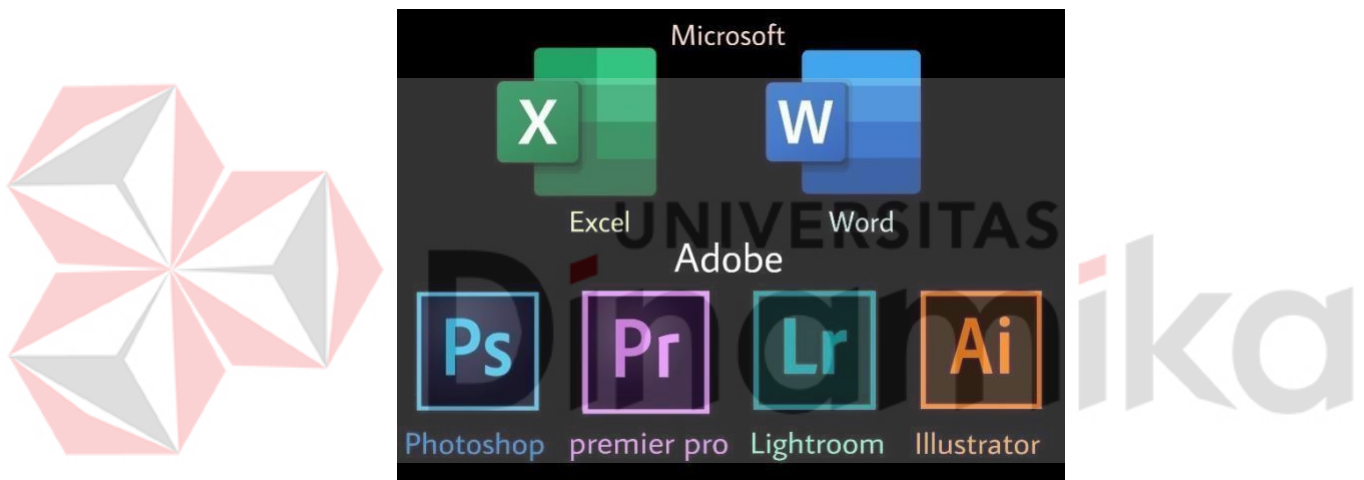 Microsoft
X W
Excel Word
UNIVERSITAS
Adobe
Dinamika
Ps Pr Lr Ai
Photoshop premier pro Lightroom Illustrator